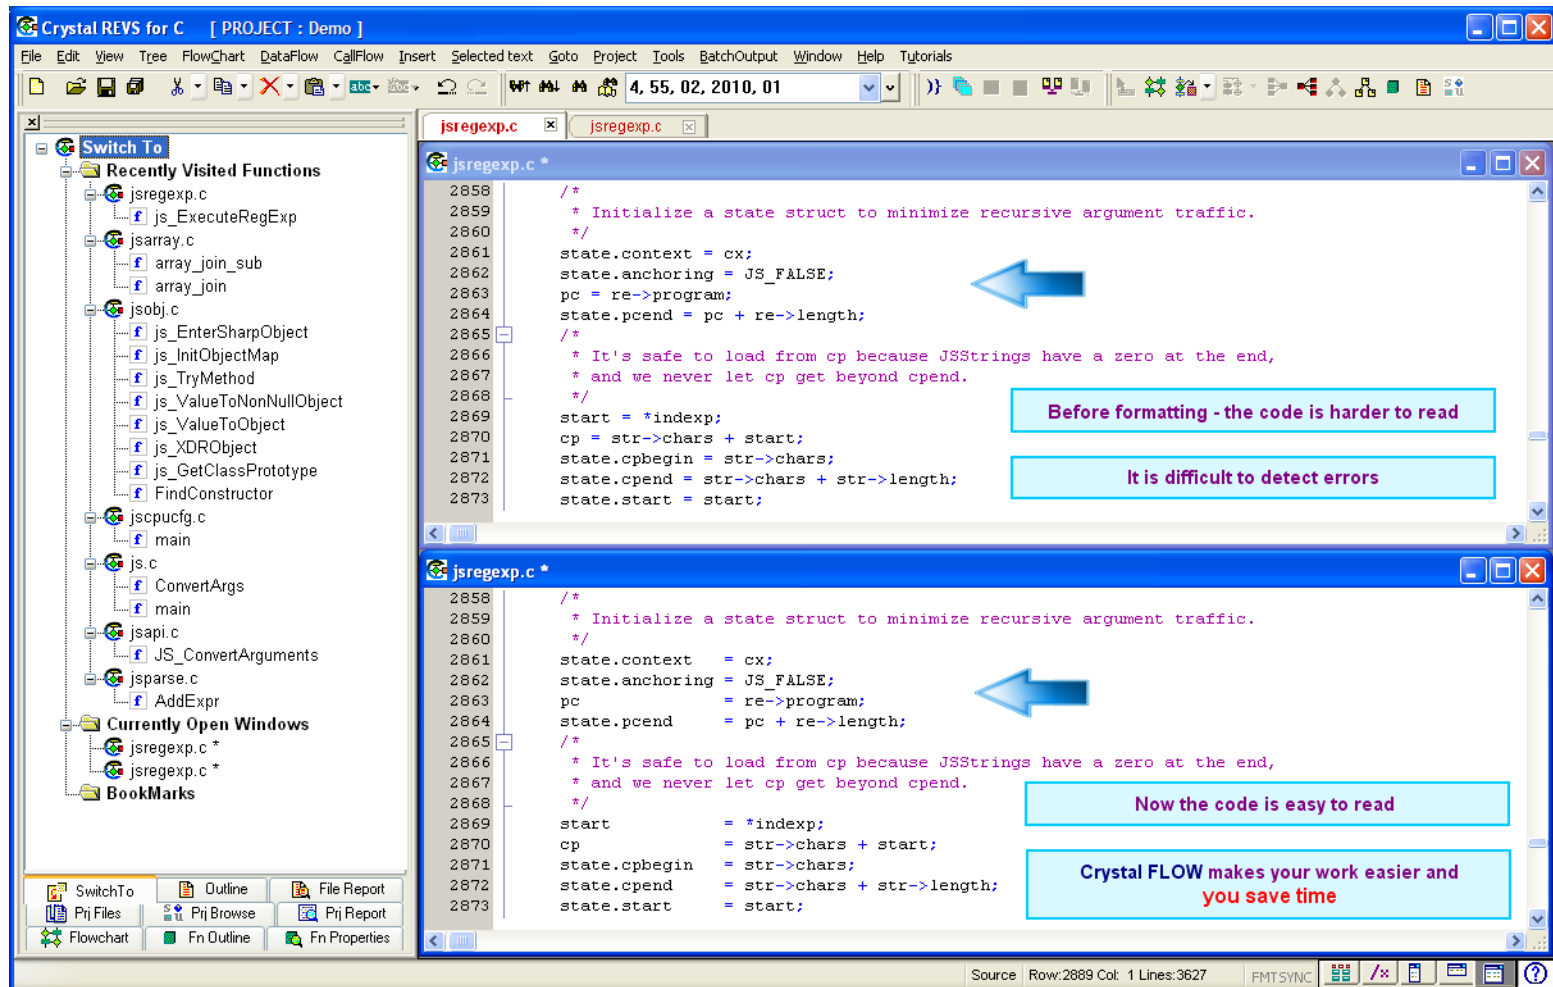 Crystal REVS for C    [ PROJECT : Demo ]
File Edit View Tree FlowChart DataFlow CallFlow Insert Selected text Goto Project Tools BatchOutput Window Help Tutorials
4, 55, 02, 2010, 01
Switch To
Recently Visited Functions
jsregexp.c
js_ExecuteRegExp
jsarray.c
array_join_sub
array_join
jsobj.c
js_EnterSharpObject
js_InitObjectMap
js_TryMethod
js_ValueToNonNullObject
js_ValueToObject
js_XDRObject
js_GetClassPrototype
FindConstructor
jscpucfg.c
main
js.c
ConvertArgs
main
jsapi.c
JS_ConvertArguments
jsparse.c
AddExpr
Currently Open Windows
jsregexp.c *
jsregexp.c *
BookMarks
SwitchTo Outline File Report
Prj Files Prj Browse Prj Report
Flowchart Fn Outline Fn Properties
jsregexp.c jsregexp.c
jsregexp.c *
2858 /*
2859 * Initialize a state struct to minimize recursive argument traffic.
2860 */
2861 state.context = cx;
2862 state.anchoring = JS_FALSE;
2863 pc = re->program;
2864 state.pcend = pc + re->length;
2865 /*
2866 * It's safe to load from cp because JSStrings have a zero at the end,
2867 * and we never let cp get beyond cpend.
2868 */
2869 start = *indexp;
2870 cp = str->chars + start;
2871 state.cpbegin = str->chars;
2872 state.cpend = str->chars + str->length;
2873 state.start = start;
Before formatting - the code is harder to read
It is difficult to detect errors
jsregexp.c *
2858 /*
2859 * Initialize a state struct to minimize recursive argument traffic.
2860 */
2861 state.context   = cx;
2862 state.anchoring = JS_FALSE;
2863 pc              = re->program;
2864 state.pcend     = pc + re->length;
2865 /*
2866 * It's safe to load from cp because JSStrings have a zero at the end,
2867 * and we never let cp get beyond cpend.
2868 */
2869 start           = *indexp;
2870 cp              = str->chars + start;
2871 state.cpbegin   = str->chars;
2872 state.cpend     = str->chars + str->length;
2873 state.start     = start;
Now the code is easy to read
Crystal FLOW makes your work easier and
you save time
Source Row:2889 Col: 1 Lines:3627 FMTSYNC